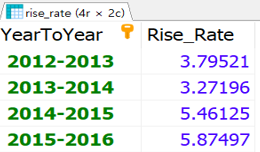 rise_rate (4r × 2c)
YearToYear Rise_Rate
2012-2013 3.79521
2013-2014 3.27196
2014-2015 5.46125
2015-2016 5.87497